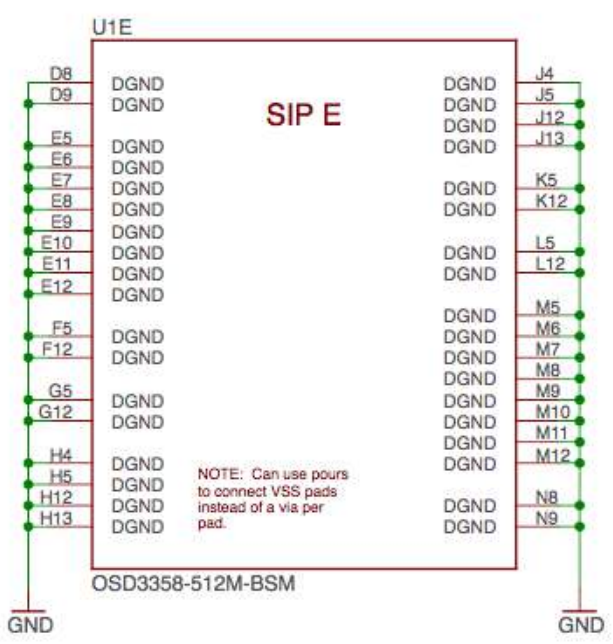 U1E
D8 DGND DGND J4
D9 DGND DGND J5
SIP E
DGND J12
E5 DGND DGND J13
E6 DGND
E7 DGND DGND K5
E8 DGND DGND K12
E9 DGND
E10 DGND DGND L5
E11 DGND DGND L12
E12 DGND
DGND M5
F5 DGND DGND M6
F12 DGND DGND M7
DGND M8
G5 DGND DGND M9
G12 DGND DGND M10
DGND M11
H4 DGND DGND M12
H5 DGND
H12 DGND DGND N8
H13 DGND DGND N9
NOTE: Can use pours
to connect VSS pads
instead of a via per
pad.
OSD3358-512M-BSM
GND GND